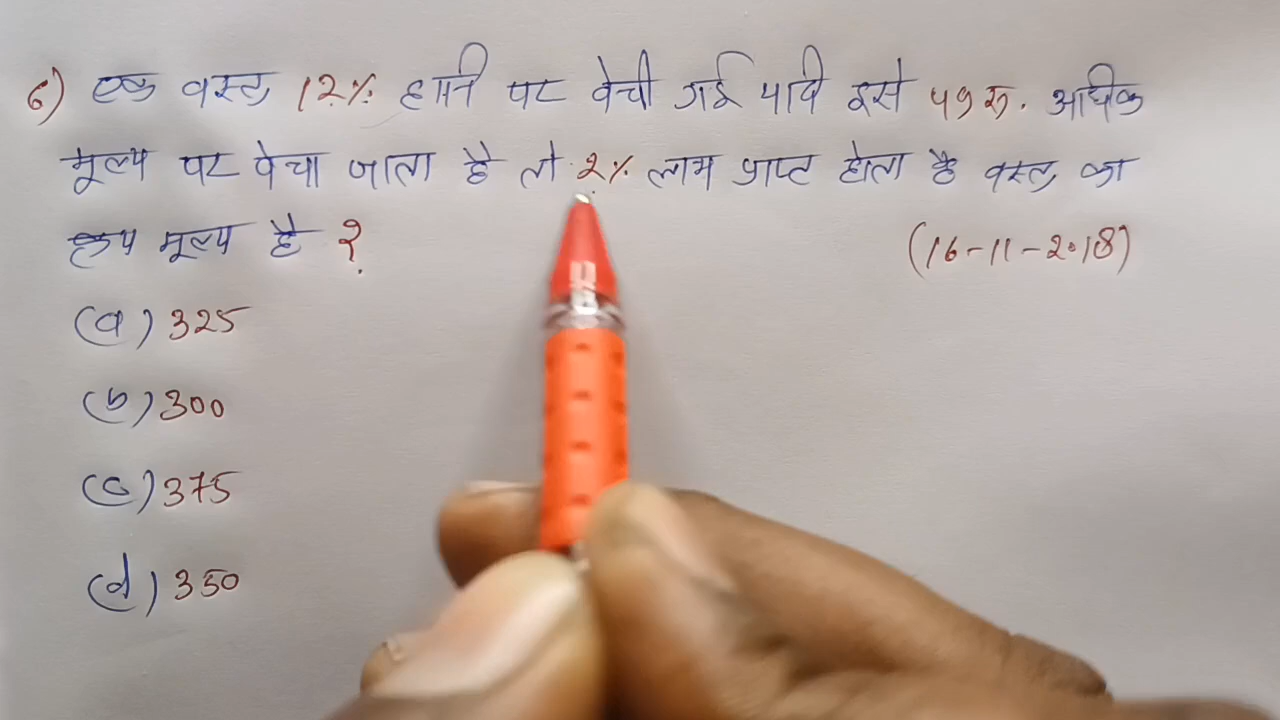 6) एक वस्तु 12% हानि पर बेची गई यदि इसे 49 रु. अधिक
मूल्य पर बेचा जाता है तो 2% लाभ प्राप्त होता है वस्तु का
क्रय मूल्य है ?
(16-11-2018)
(a) 325
(b) 300
(c) 375
(d) 350